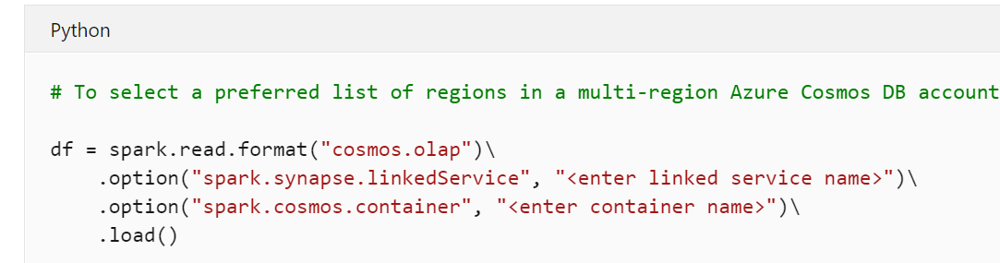 Python
# To select a preferred list of regions in a multi-region Azure Cosmos DB account
df = spark.read.format("cosmos.olap")\
    .option("spark.synapse.linkedService", "<enter linked service name>")\
    .option("spark.cosmos.container", "<enter container name>")\
    .load()